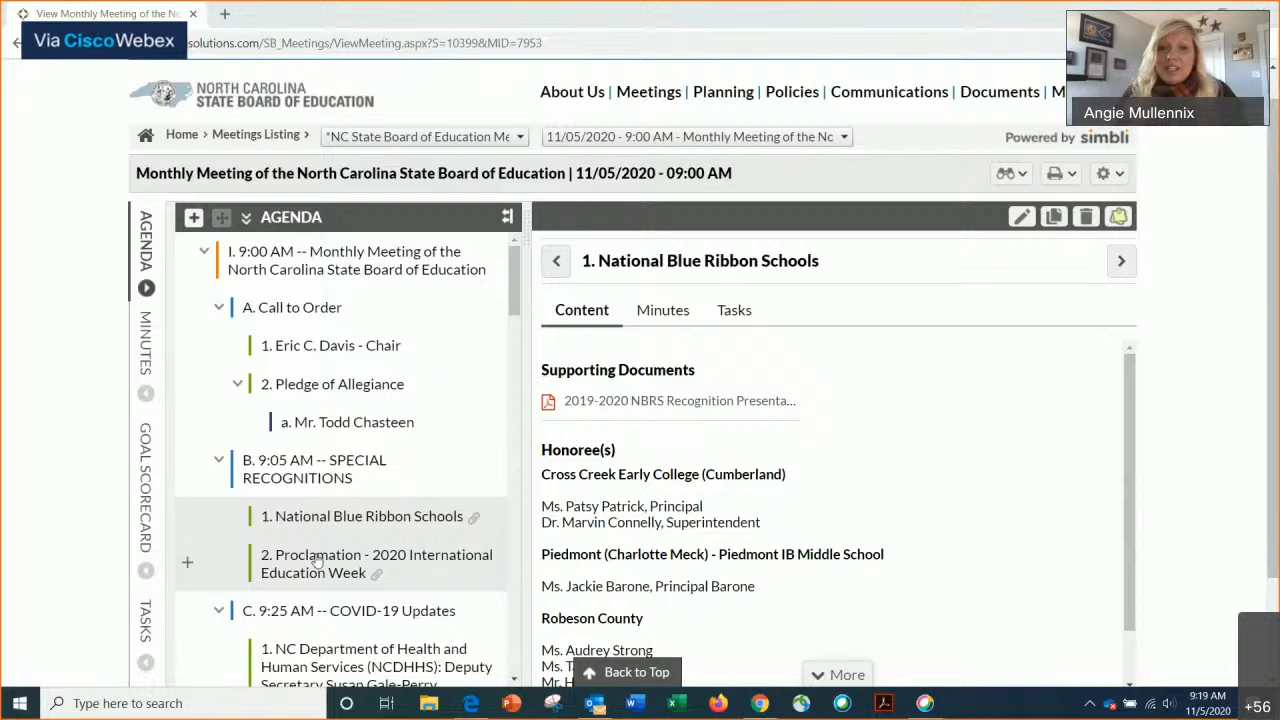 View Monthly Meeting of the No
Via Cisco Webex
solutions.com/SB_Meetings/ViewMeeting.aspx?S=10399&MID=7953
Angie Mullennix
NORTH CAROLINA
STATE BOARD OF EDUCATION
About Us | Meetings | Planning | Policies | Communications | Documents | M
Home > Meetings Listing >
*NC State Board of Education Me
11/05/2020 - 9:00 AM - Monthly Meeting of the Nc
Powered by simbli
Monthly Meeting of the North Carolina State Board of Education | 11/05/2020 - 09:00 AM
AGENDA
MINUTES
GOAL SCORECARD
TASKS
AGENDA
I. 9:00 AM -- Monthly Meeting of the
North Carolina State Board of Education
A. Call to Order
1. Eric C. Davis - Chair
2. Pledge of Allegiance
a. Mr. Todd Chasteen
B. 9:05 AM -- SPECIAL
RECOGNITIONS
1. National Blue Ribbon Schools
2. Proclamation - 2020 International
Education Week
C. 9:25 AM -- COVID-19 Updates
1. NC Department of Health and
Human Services (NCDHHS): Deputy
Secretary Susan Gale-Perry
1. National Blue Ribbon Schools
Content
Minutes
Tasks
Supporting Documents
2019-2020 NBRS Recognition Presenta...
Honoree(s)
Cross Creek Early College (Cumberland)
Ms. Patsy Patrick, Principal
Dr. Marvin Connelly, Superintendent
Piedmont (Charlotte Meck) - Piedmont IB Middle School
Ms. Jackie Barone, Principal Barone
Robeson County
Ms. Audrey Strong
Ms.
Mr.
Back to Top
More
Type here to search
9:19 AM
11/5/2020
+56